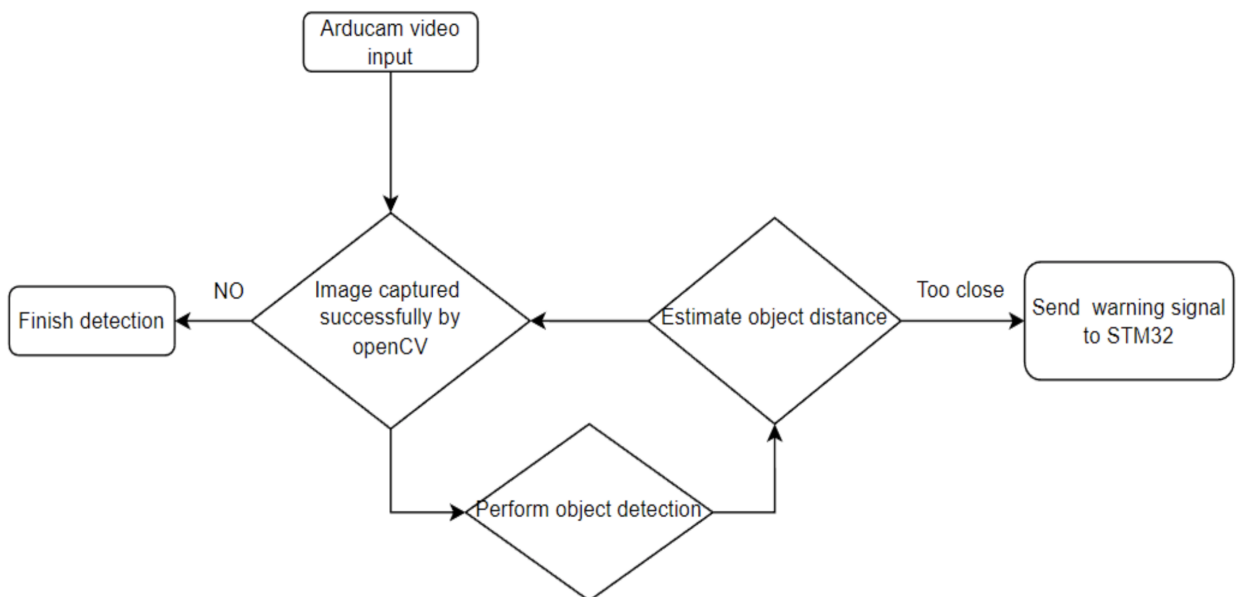 Arducam video
input
NO
Image captured
successfully by
openCV
Finish detection
Estimate object distance
Too close
Send  warning signal
to STM32
Perform object detection